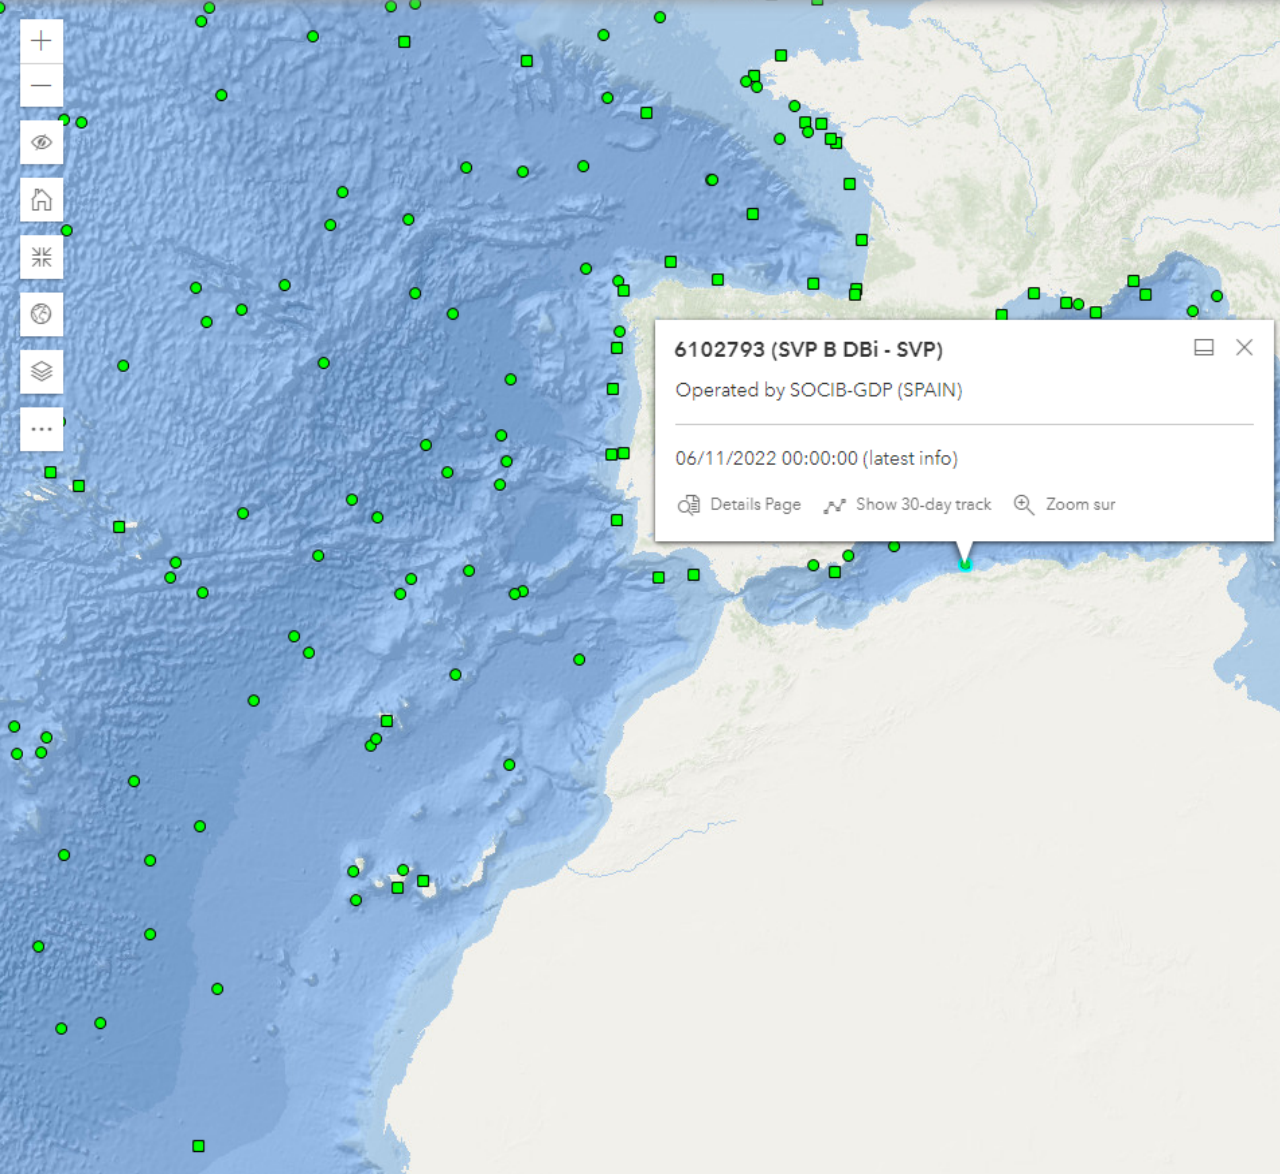 6102793 (SVP B DBi - SVP)
Operated by SOCIB-GDP (SPAIN)
06/11/2022 00:00:00 (latest info)
Details Page Show 30-day track Zoom sur